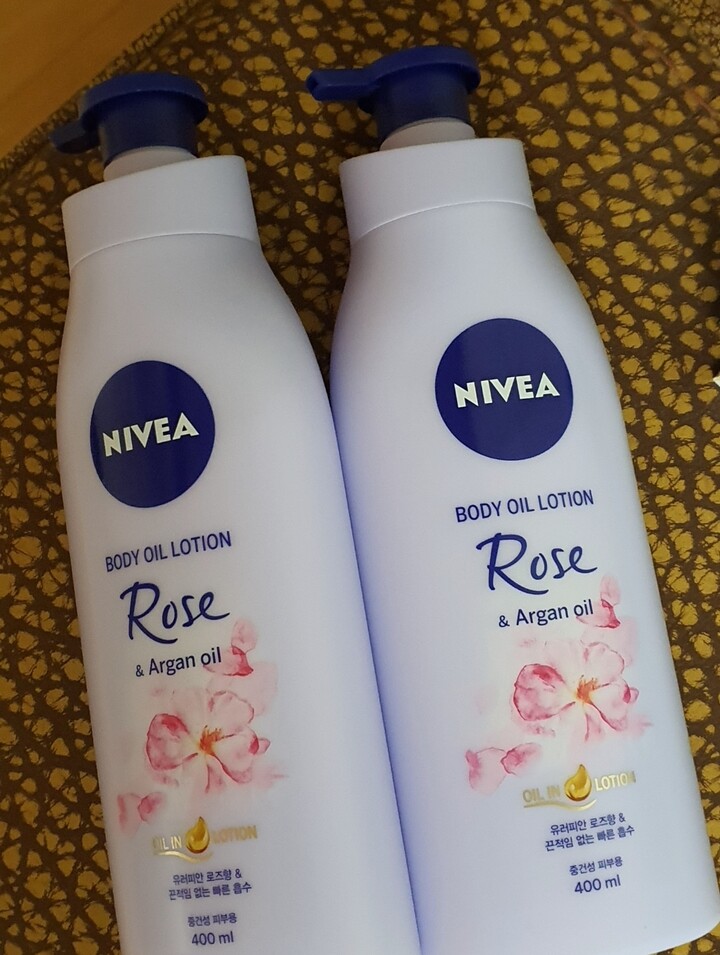 NIVEA
BODY OIL LOTION
Rose
& Argan oil
OIL IN LOTION
유러피안 로즈향 &
끈적임 없는 빠른 흡수
중건성 피부용
400 ml
NIVEA
BODY OIL LOTION
Rose
& Argan oil
OIL IN LOTION
유러피안 로즈향 &
끈적임 없는 빠른 흡수
중건성 피부용
400 ml